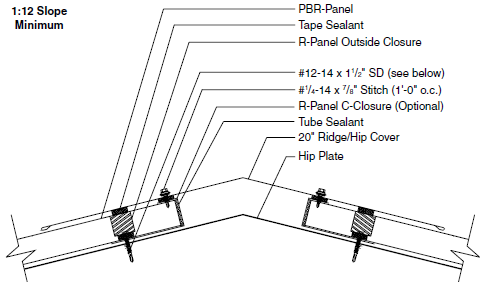 1:12 Slope
Minimum
PBR-Panel
Tape Sealant
R-Panel Outside Closure
#12-14 x 1¹/₂" SD (see below)
#¹/₄-14 x ⁷/₈" Stitch (1'-0" o.c.)
R-Panel C-Closure (Optional)
Tube Sealant
20" Ridge/Hip Cover
Hip Plate